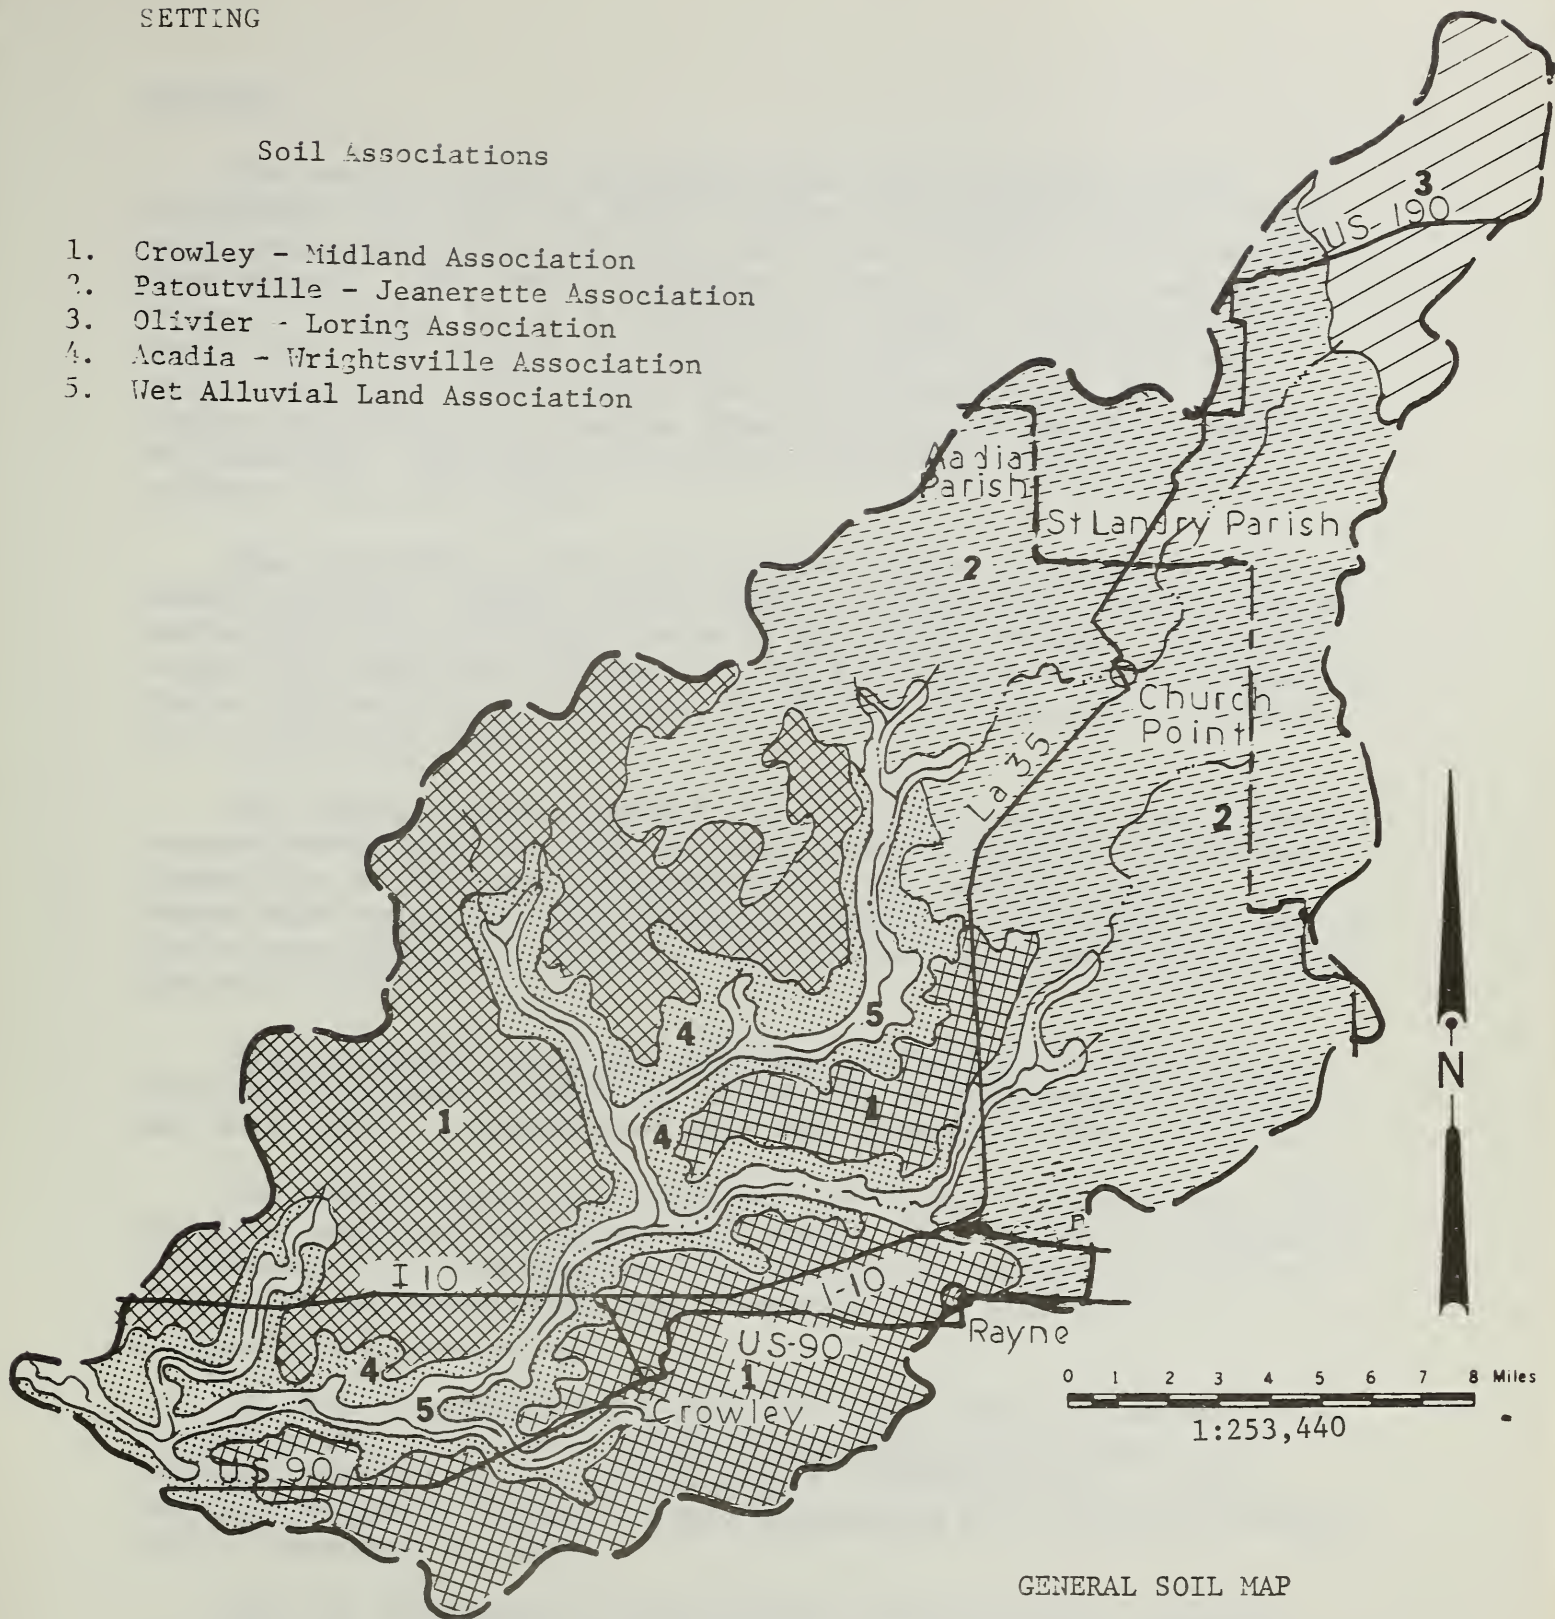 SETTING
Soil Associations
1. Crowley - Midland Association
2. Patoutville - Jeanerette Association
3. Olivier - Loring Association
4. Acadia - Wrightsville Association
5. Wet Alluvial Land Association
3
US-190
Aadia
Parish
St Landry Parish
2
Church
Point
La 35
2
5
4
1
1
4
N
I 10
I-10
Rayne
US-90
1
4
5
Crowley
US 90
0 1 2 3 4 5 6 7 8 Miles
1:253,440
GENERAL SOIL MAP